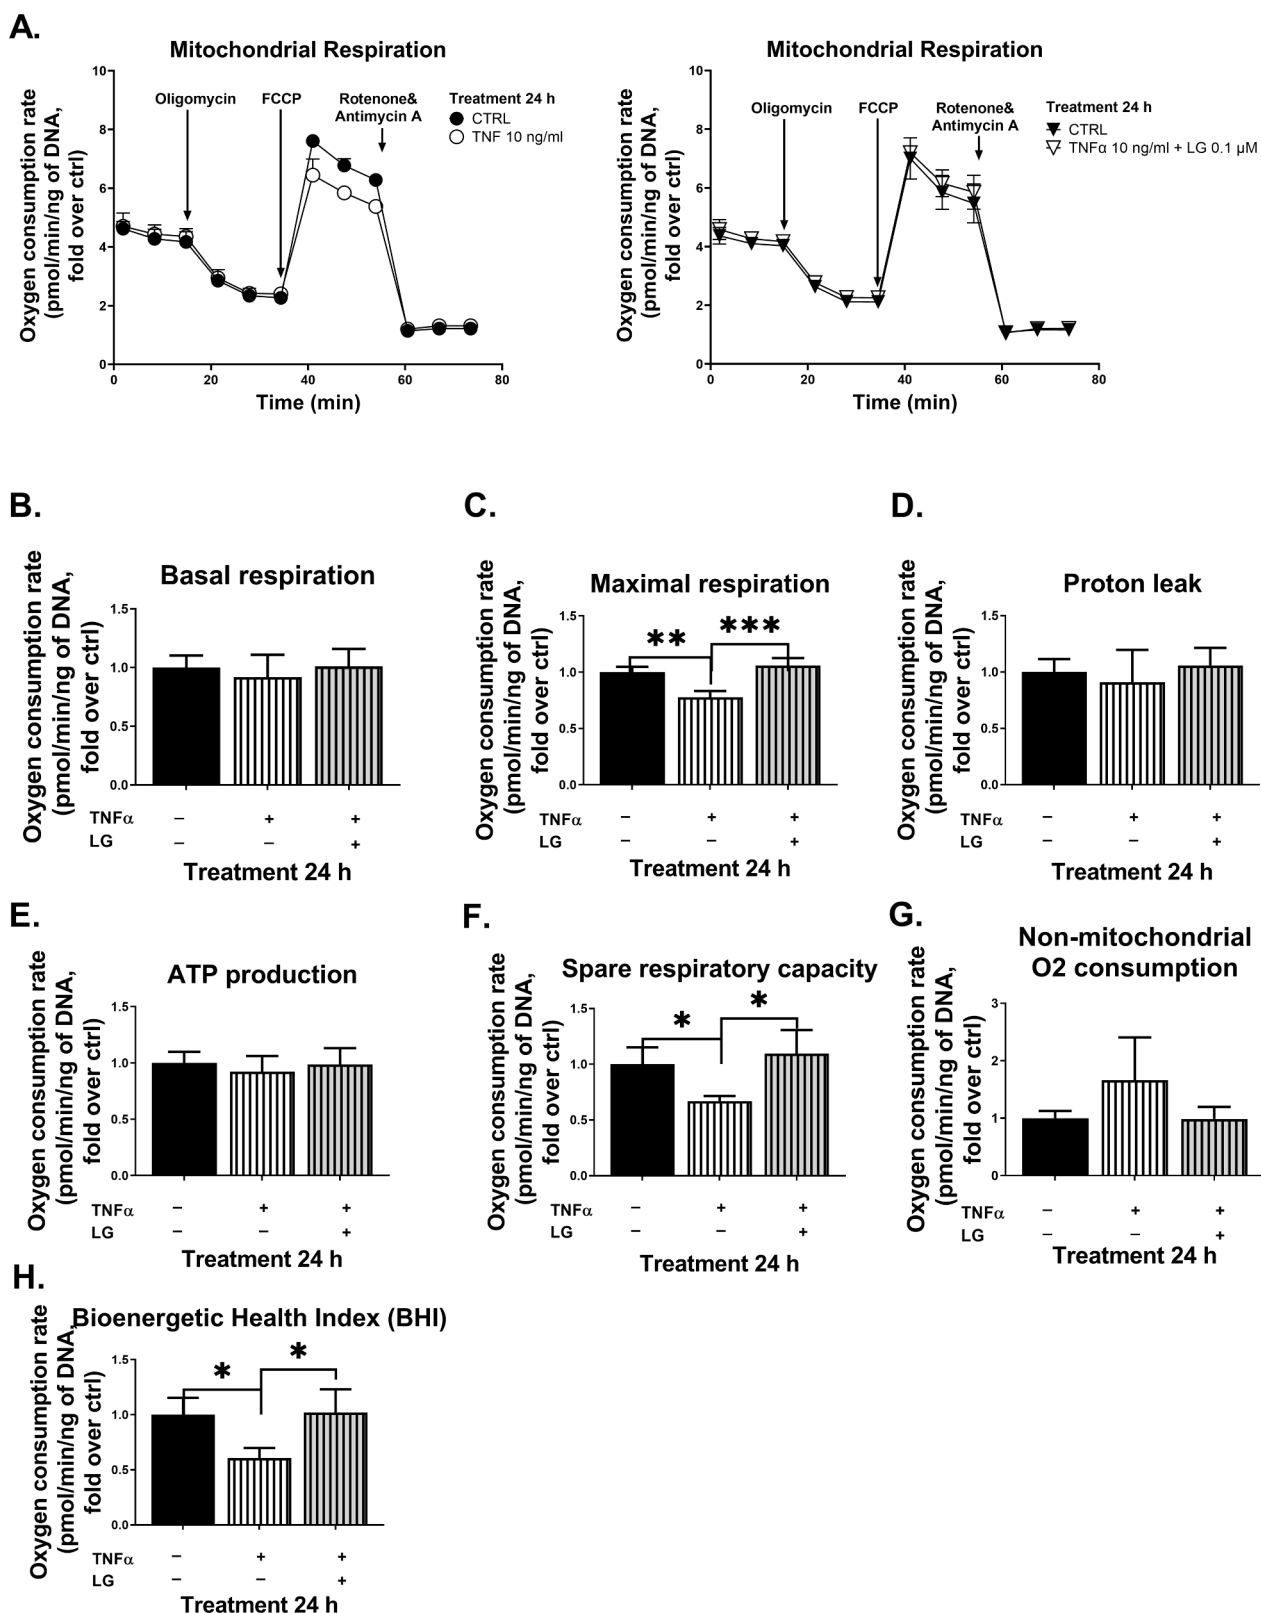 A.
Mitochondrial Respiration
Oxygen consumption rate
(pmol/min/ng of DNA,
fold over ctrl)
10
8
6
4
2
0
Oligomycin
FCCP
Rotenone&
Antimycin A
Treatment 24 h
CTRL
TNF 10 ng/ml
0 20 40 60 80
Time (min)
Mitochondrial Respiration
Oxygen consumption rate
(pmol/min/ng of DNA,
fold over ctrl)
10
8
6
4
2
0
Oligomycin
FCCP
Rotenone&
Antimycin A
Treatment 24 h
CTRL
TNFα 10 ng/ml + LG 0.1 µM
0 20 40 60 80
Time (min)
B.
Basal respiration
Oxygen consumption rate
(pmol/min/ng of DNA,
fold over ctrl)
1.5
1.0
0.5
0.0
TNFα – + +
LG – – +
Treatment 24 h
C.
Maximal respiration
Oxygen consumption rate
(pmol/min/ng of DNA,
fold over ctrl)
1.5
1.0
0.5
0.0
** ***
TNFα – + +
LG – – +
Treatment 24 h
D.
Proton leak
Oxygen consumption rate
(pmol/min/ng of DNA,
fold over ctrl)
1.5
1.0
0.5
0.0
TNFα – + +
LG – – +
Treatment 24 h
E.
ATP production
Oxygen consumption rate
(pmol/min/ng of DNA,
fold over ctrl)
1.5
1.0
0.5
0.0
TNFα – + +
LG – – +
Treatment 24 h
F.
Spare respiratory capacity
Oxygen consumption rate
(pmol/min/ng of DNA,
fold over ctrl)
1.5
1.0
0.5
0.0
* *
TNFα – + +
LG – – +
Treatment 24 h
G.
Non-mitochondrial
O2 consumption
Oxygen consumption rate
(pmol/min/ng of DNA,
fold over ctrl)
3
2
1
0
TNFα – + +
LG – – +
Treatment 24 h
H.
Bioenergetic Health Index (BHI)
Oxygen consumption rate
(pmol/min/ng of DNA,
fold over ctrl)
1.5
1.0
0.5
0.0
* *
TNFα – + +
LG – – +
Treatment 24 h